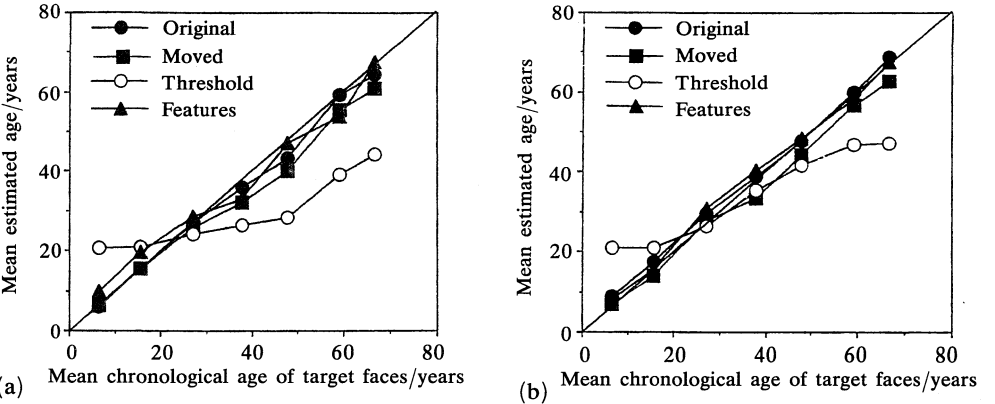 80
60
40
20
0
Mean estimated age/years
Original
Moved
Threshold
Features
0 20 40 60 80
Mean chronological age of target faces/years
(a)
80
60
40
20
0
Mean estimated age/years
Original
Moved
Threshold
Features
0 20 40 60 80
Mean chronological age of target faces/years
(b)